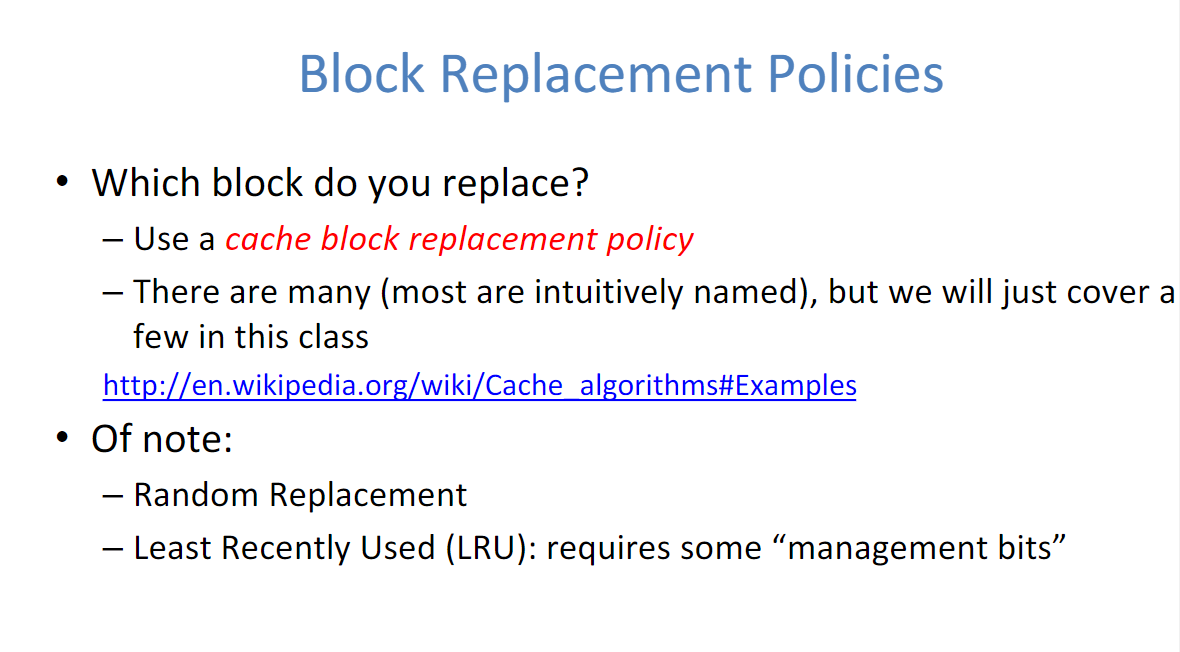 Block Replacement Policies
• Which block do you replace?
– Use a cache block replacement policy
– There are many (most are intuitively named), but we will just cover a
few in this class
http://en.wikipedia.org/wiki/Cache_algorithms#Examples
• Of note:
– Random Replacement
– Least Recently Used (LRU): requires some “management bits”